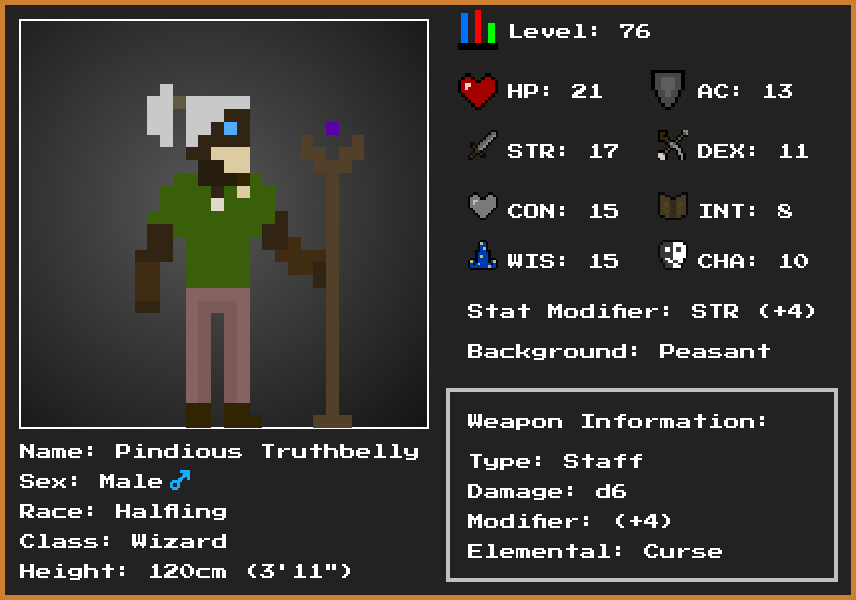 Level: 76
HP: 21 AC: 13
STR: 17 DEX: 11
CON: 15 INT: 8
WIS: 15 CHA: 10
Stat Modifier: STR (+4)
Background: Peasant
Weapon Information:
Type: Staff
Damage: d6
Modifier: (+4)
Elemental: Curse
Name: Pindious Truthbelly
Sex: Male ♂
Race: Halfling
Class: Wizard
Height: 120cm (3'11")